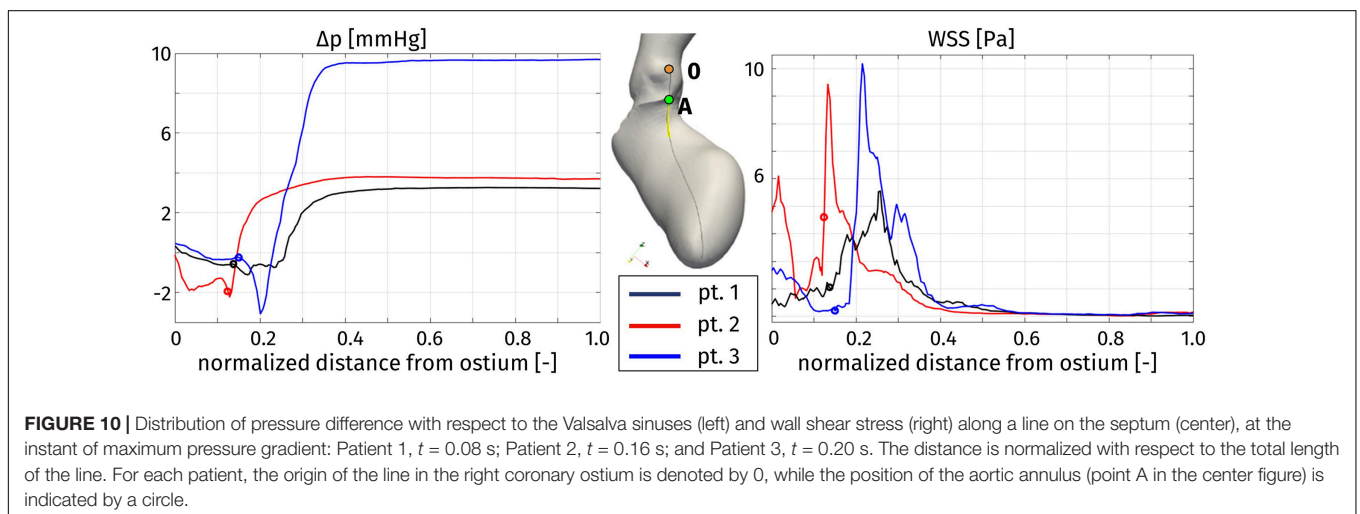 Δp [mmHg]
10
6
2
-2
0
0.2
0.4
0.6
0.8
1.0
normalized distance from ostium [-]
0
A
pt. 1
pt. 2
pt. 3
WSS [Pa]
10
6
0
0.2
0.4
0.6
0.8
1.0
normalized distance from ostium [-]
FIGURE 10 | Distribution of pressure difference with respect to the Valsalva sinuses (left) and wall shear stress (right) along a line on the septum (center), at the
instant of maximum pressure gradient: Patient 1, t = 0.08 s; Patient 2, t = 0.16 s; and Patient 3, t = 0.20 s. The distance is normalized with respect to the total length
of the line. For each patient, the origin of the line in the right coronary ostium is denoted by 0, while the position of the aortic annulus (point A in the center figure) is
indicated by a circle.